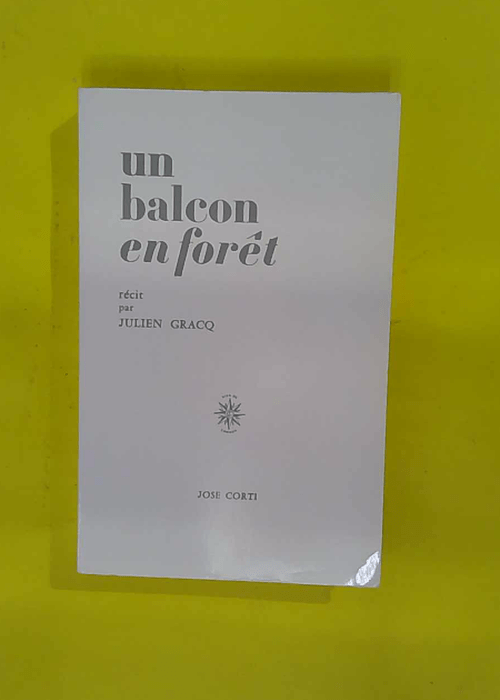 un
balcon
en forêt
récit
par
JULIEN GRACQ
JOSE CORTI